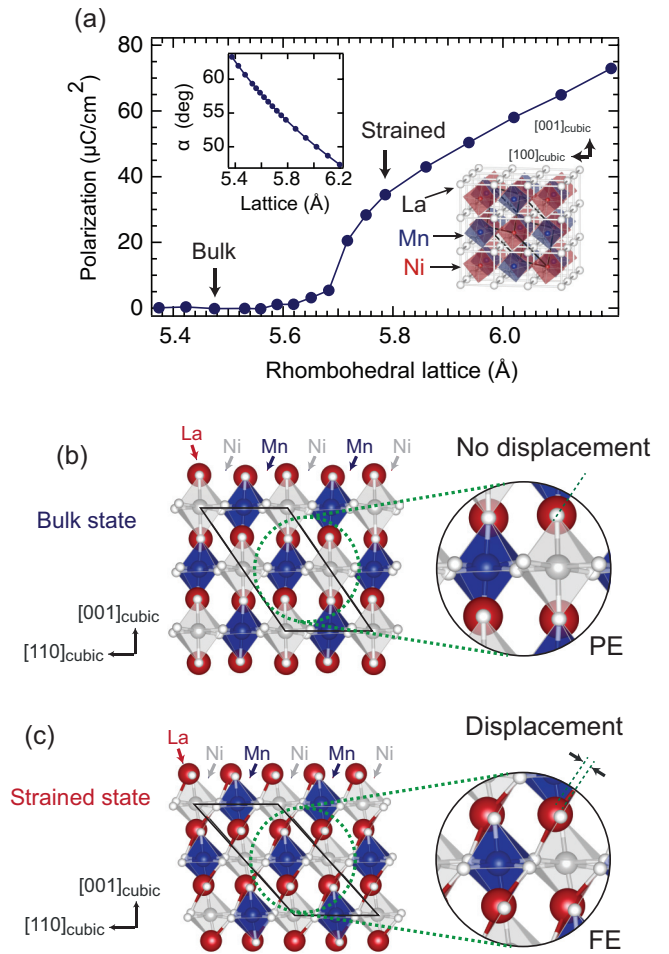 (a)
80
60
40
20
0
Polarization (µC/cm²)
5.4
5.6
5.8
6.0
Rhombohedral lattice (Å)
60
55
50
α (deg)
5.4 5.6 5.8 6.0 6.2
Lattice (Å)
Strained
Bulk
[001]cubic
[100]cubic
La
Mn
Ni
(b)
La Ni Mn Ni Mn Ni
No displacement
Bulk state
[001]cubic
[110]cubic
PE
(c)
La Ni Mn Ni Mn Ni
Displacement
Strained state
[001]cubic
[110]cubic
FE